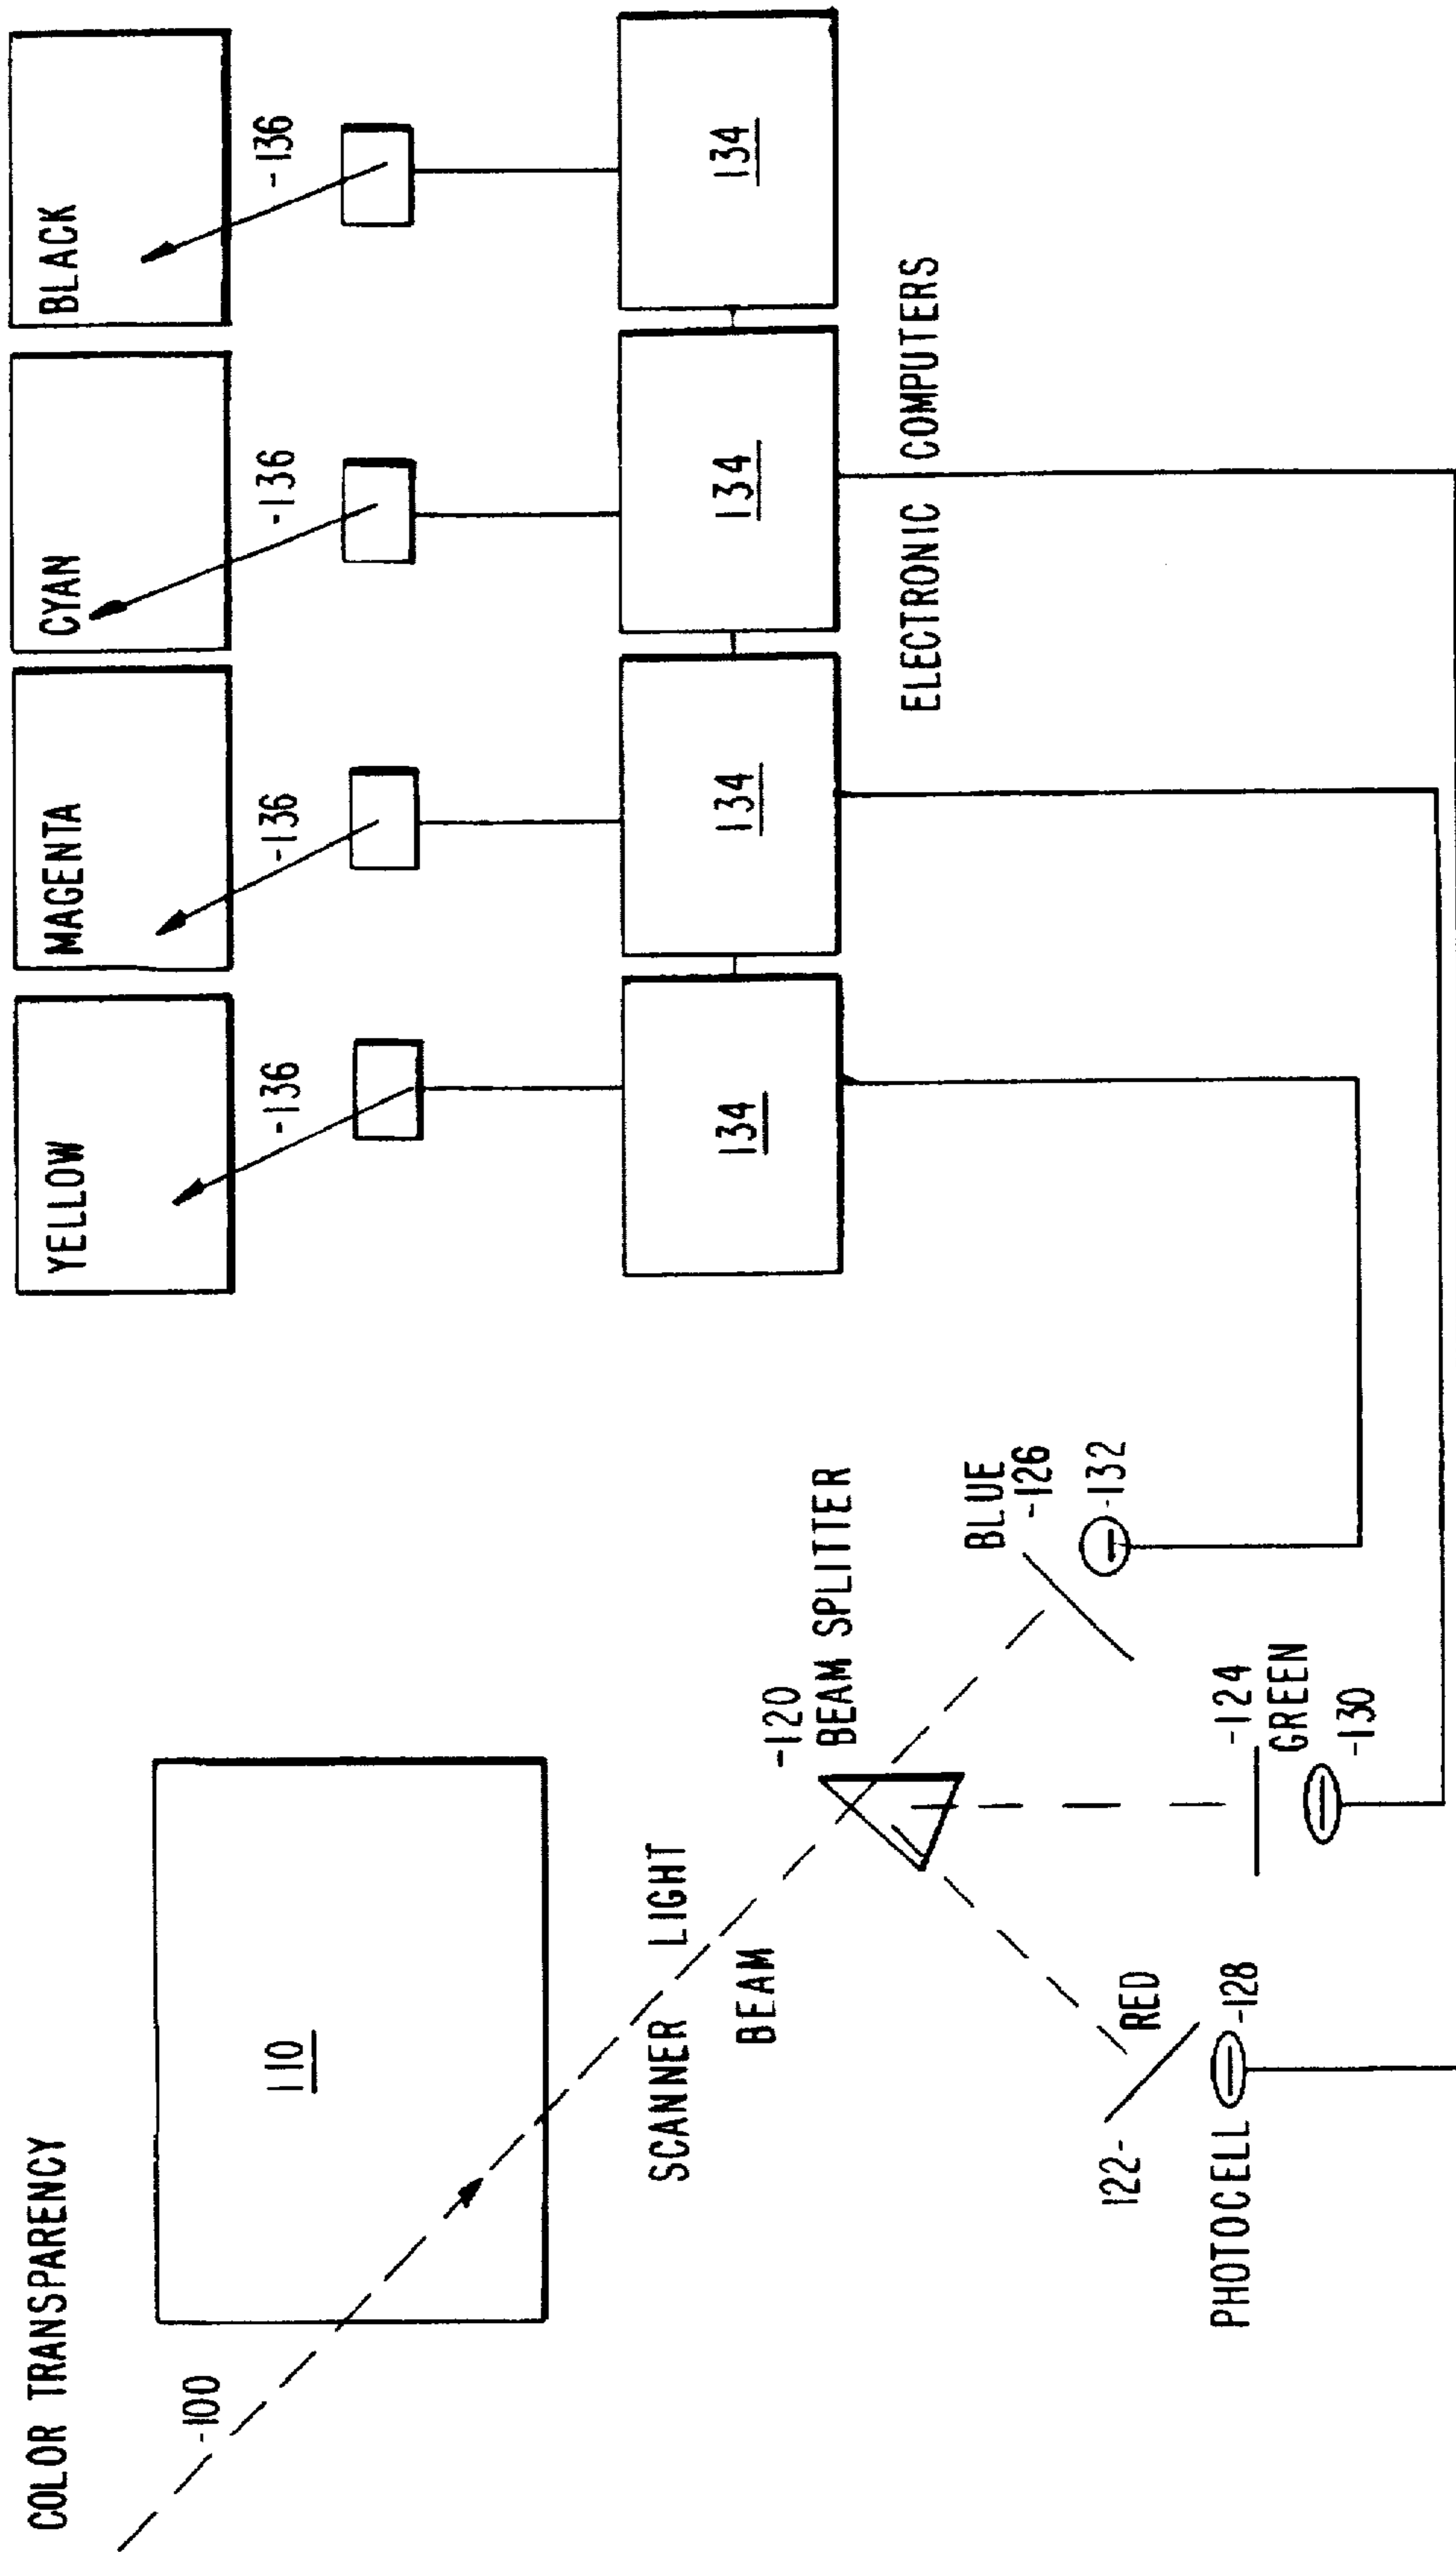 COLOR TRANSPARENCY
-100
110
SCANNER LIGHT
BEAM
-120
BEAM SPLITTER
122-
RED
PHOTOCELL
-128
-124
GREEN
-130
BLUE
-126
-132
YELLOW
MAGENTA
CYAN
BLACK
-136
-136
-136
-136
134
134
134
134
ELECTRONIC COMPUTERS